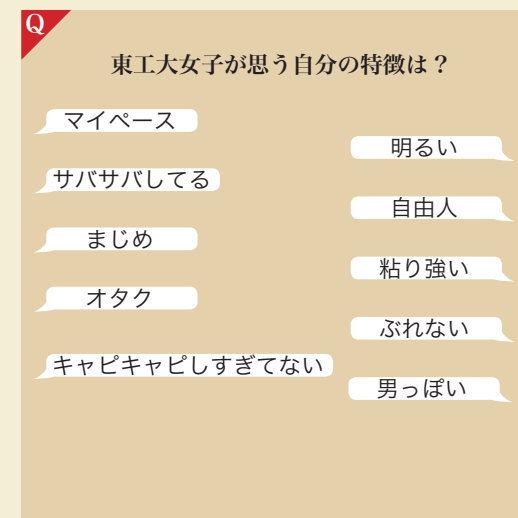 Q
東工大女子が思う自分の特徴は？
マイペース
明るい
サバサバしてる
自由人
まじめ
粘り強い
オタク
ぶれない
キャピキャピしすぎてない
男っぽい